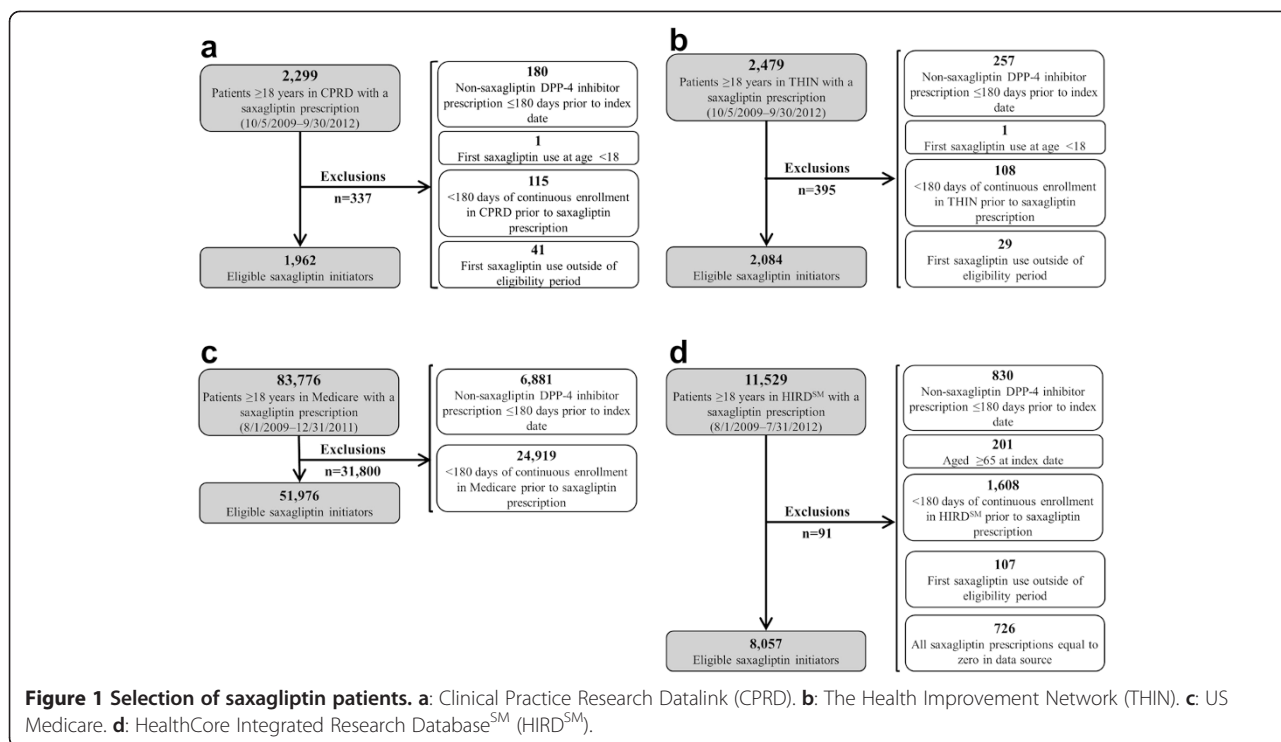 a
2,299
Patients ≥18 years in CPRD with a
saxagliptin prescription
(10/5/2009–9/30/2012)
Exclusions
n=337
1,962
Eligible saxagliptin initiators
180
Non-saxagliptin DPP-4 inhibitor
prescription ≤180 days prior to index
date
1
First saxagliptin use at age <18
115
<180 days of continuous enrollment
in CPRD prior to saxagliptin
prescription
41
First saxagliptin use outside of
eligibility period
b
2,479
Patients ≥18 years in THIN with a
saxagliptin prescription
(10/5/2009–9/30/2012)
Exclusions
n=395
2,084
Eligible saxagliptin initiators
257
Non-saxagliptin DPP-4 inhibitor
prescription ≤180 days prior to index
date
1
First saxagliptin use at age <18
108
<180 days of continuous enrollment
in THIN prior to saxagliptin
prescription
29
First saxagliptin use outside of
eligibility period
c
83,776
Patients ≥18 years in Medicare with a
saxagliptin prescription
(8/1/2009–12/31/2011)
Exclusions
n=31,800
51,976
Eligible saxagliptin initiators
6,881
Non-saxagliptin DPP-4 inhibitor
prescription ≤180 days prior to index
date
24,919
<180 days of continuous enrollment
in Medicare prior to saxagliptin
prescription
d
11,529
Patients ≥18 years in HIRD^SM with a
saxagliptin prescription
(8/1/2009–7/31/2012)
Exclusions
n=91
8,057
Eligible saxagliptin initiators
830
Non-saxagliptin DPP-4 inhibitor
prescription ≤180 days prior to index
date
201
Aged ≥65 at index date
1,608
<180 days of continuous enrollment
in HIRD^SM prior to saxagliptin
prescription
107
First saxagliptin use outside of
eligibility period
726
All saxagliptin prescriptions equal to
zero in data source
Figure 1 Selection of saxagliptin patients. a: Clinical Practice Research Datalink (CPRD). b: The Health Improvement Network (THIN). c: US
Medicare. d: HealthCore Integrated Research Database^SM (HIRD^SM).